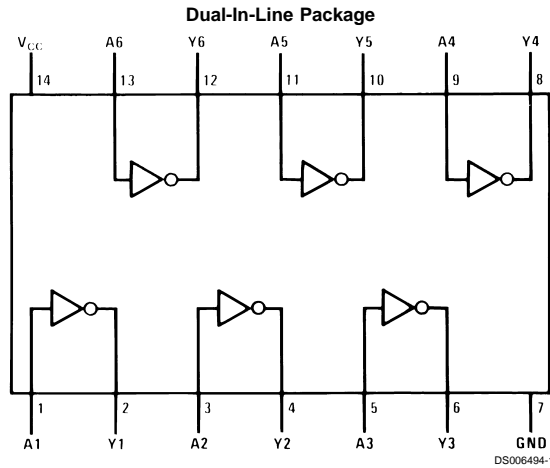 Dual-In-Line Package
VCC A6 Y6 A5 Y5 A4 Y4
14 13 12 11 10 9 8
1 2 3 4 5 6 7
A1 Y1 A2 Y2 A3 Y3 GND